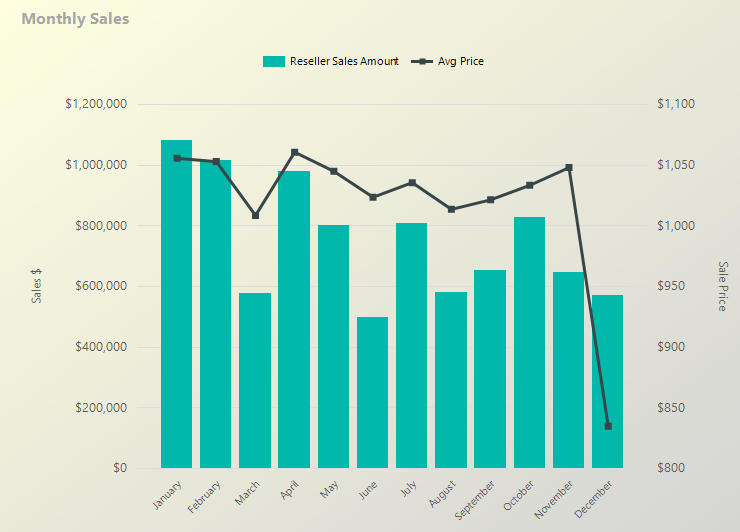 Monthly Sales
Reseller Sales Amount
Avg Price
$1,200,000
$1,000,000
$800,000
$600,000
$400,000
$200,000
$0
Sales $
$1,100
$1,050
$1,000
$950
$900
$850
$800
Sale Price
January
February
March
April
May
June
July
August
September
October
November
December